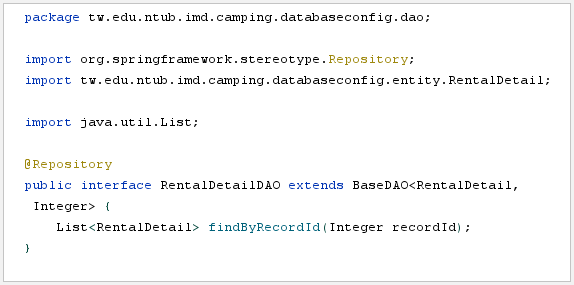 package tw.edu.ntub.imd.camping.databaseconfig.dao;
import org.springframework.stereotype.Repository;
import tw.edu.ntub.imd.camping.databaseconfig.entity.RentalDetail;
import java.util.List;
@Repository
public interface RentalDetailDAO extends BaseDAO<RentalDetail,
Integer> {
List<RentalDetail> findByRecordId(Integer recordId);
}